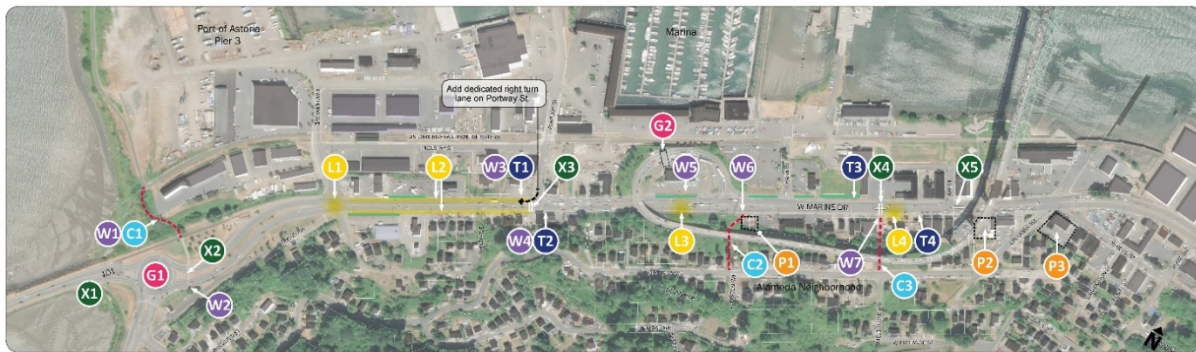 Port of Astoria
Pier 3
Marina
Add dedicated right turn
lane on Portway St.
G2
L1
L2
W3
T1
X3
W5
W6
T3
X4
X5
W MARINE DR
W1
C1
X2
W4
T2
L3
L4
T4
G1
C2
P1
W7
P2
P3
X1
W2
C3
Alameda Neighborhood
N